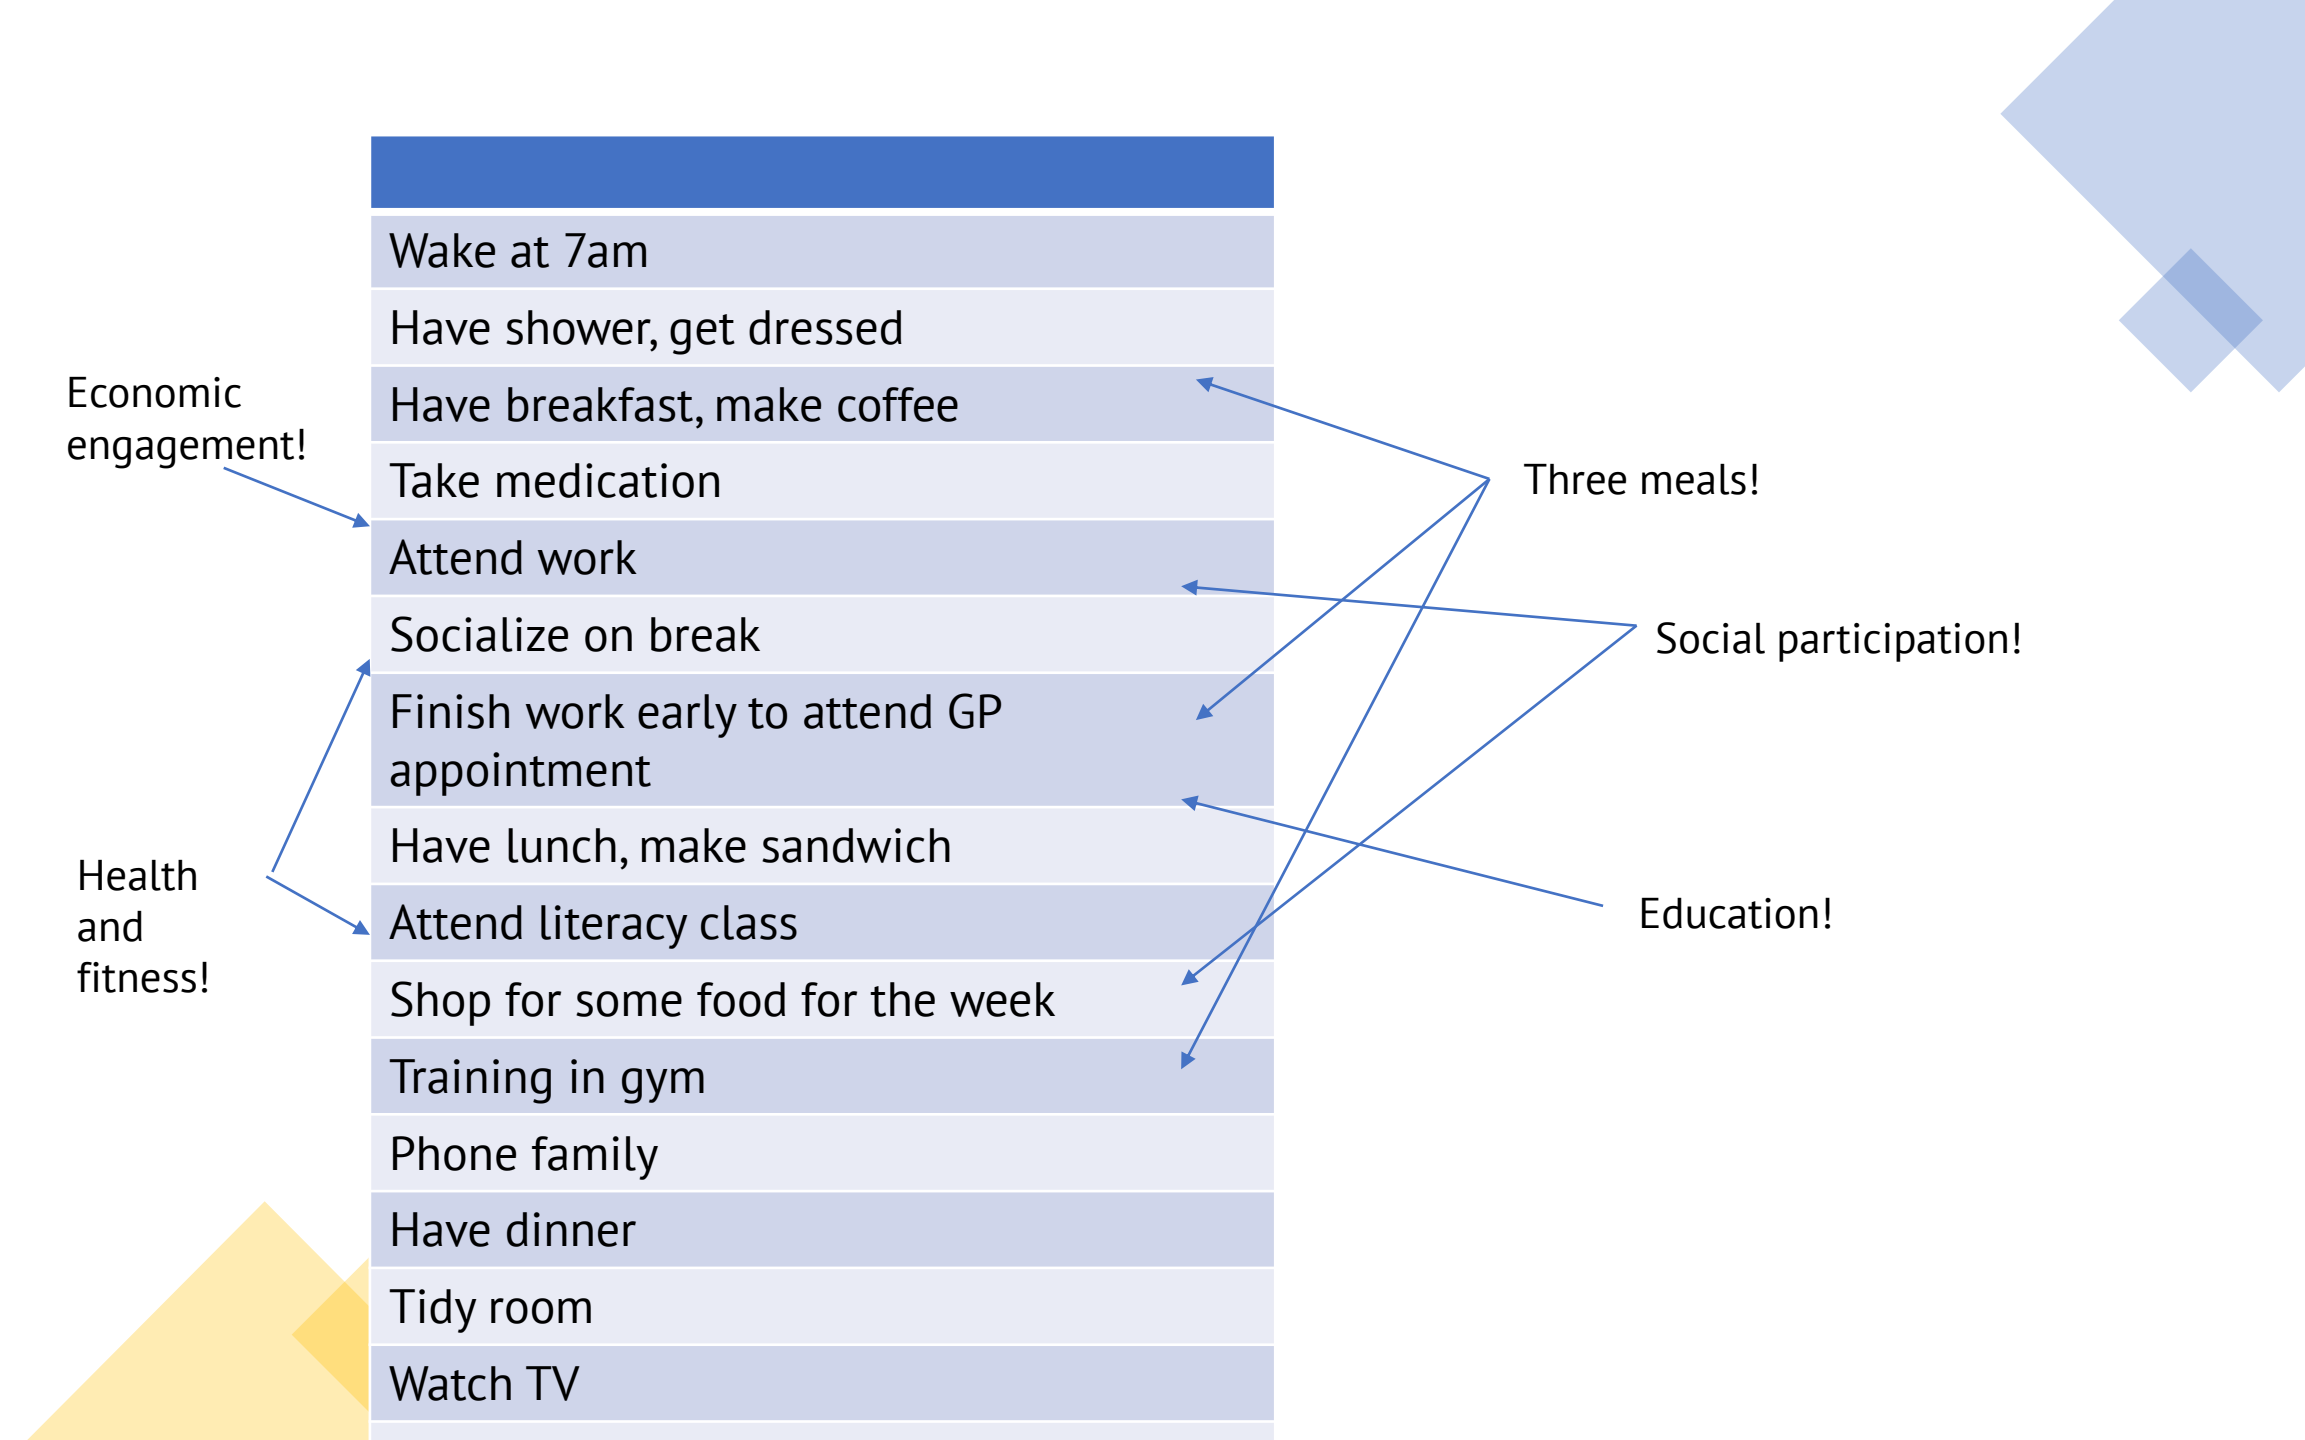 Wake at 7am
Have shower, get dressed
Have breakfast, make coffee
Take medication
Attend work
Socialize on break
Finish work early to attend GP
appointment
Have lunch, make sandwich
Attend literacy class
Shop for some food for the week
Training in gym
Phone family
Have dinner
Tidy room
Watch TV
Economic
engagement!
Health
and
fitness!
Three meals!
Social participation!
Education!